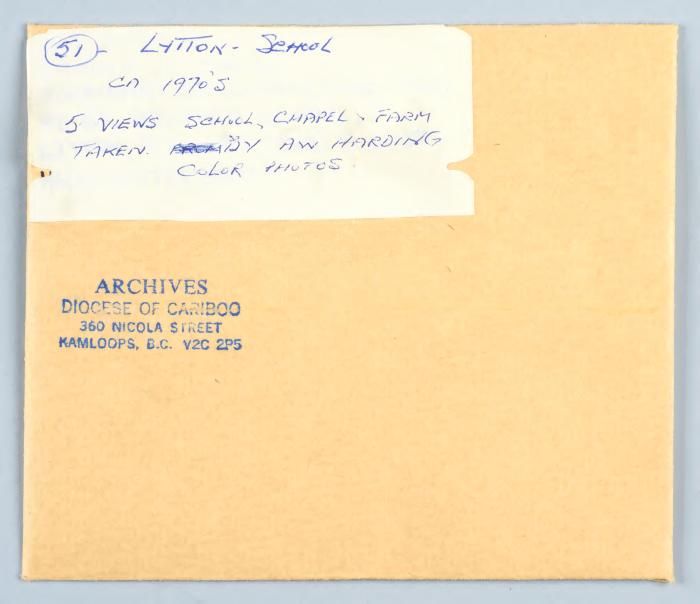 51 - LYTTON - SCHOOL
CA 1970'S
5 VIEWS SCHOOL, CHAPEL & FARM
TAKEN. BY AW HARDING
COLOR PHOTOS.
ARCHIVES
DIOCESE OF CARIBOO
360 NICOLA STREET
KAMLOOPS, B.C. V2C 2P5